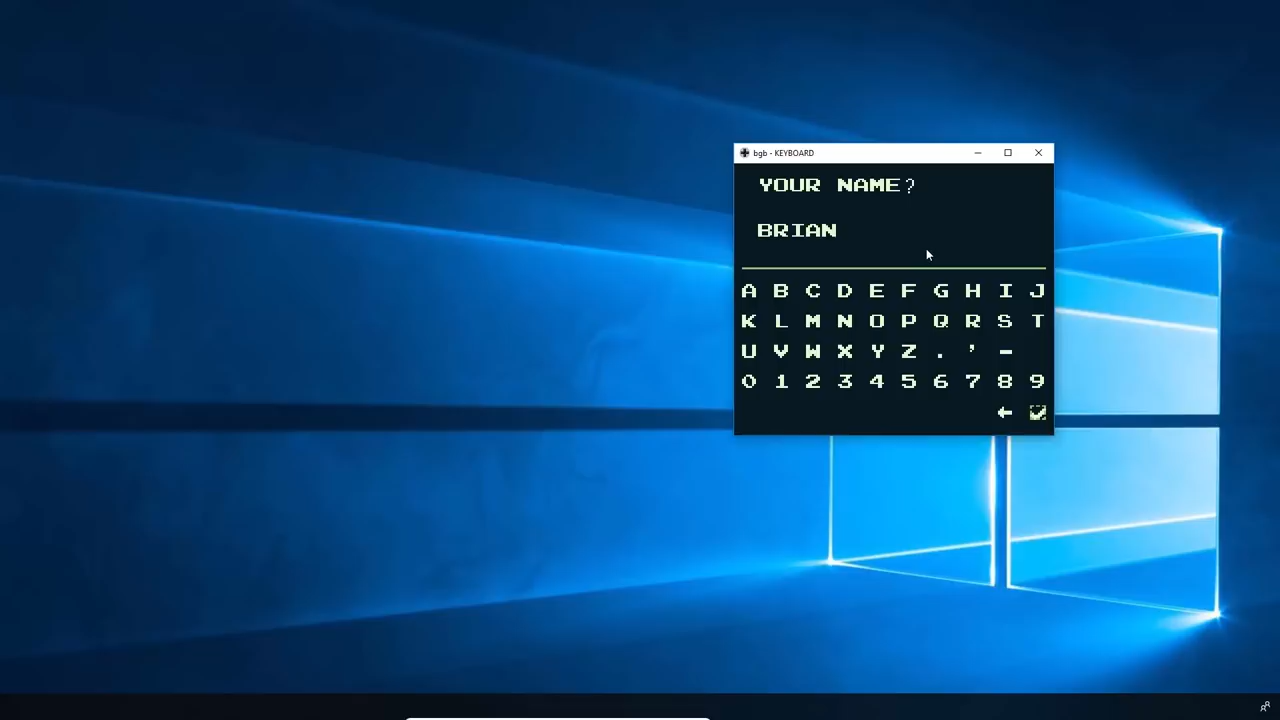 bgb - KEYBOARD
YOUR NAME?
BRIAN
A B C D E F G H I J
K L M N O P Q R S T
U V W X Y Z . ' -
0 1 2 3 4 5 6 7 8 9